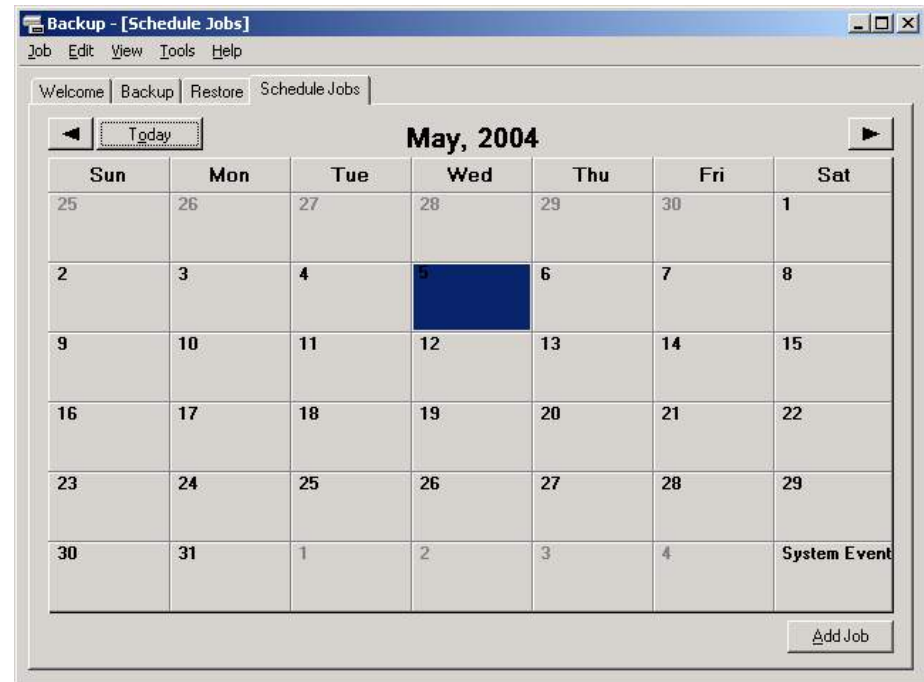 Backup - [Schedule Jobs]
Job Edit View Tools Help
Welcome Backup Restore Schedule Jobs
Today May, 2004
Sun Mon Tue Wed Thu Fri Sat
25 26 27 28 29 30 1
2 3 4 5 6 7 8
9 10 11 12 13 14 15
16 17 18 19 20 21 22
23 24 25 26 27 28 29
30 31 1 2 3 4 System Event
Add Job